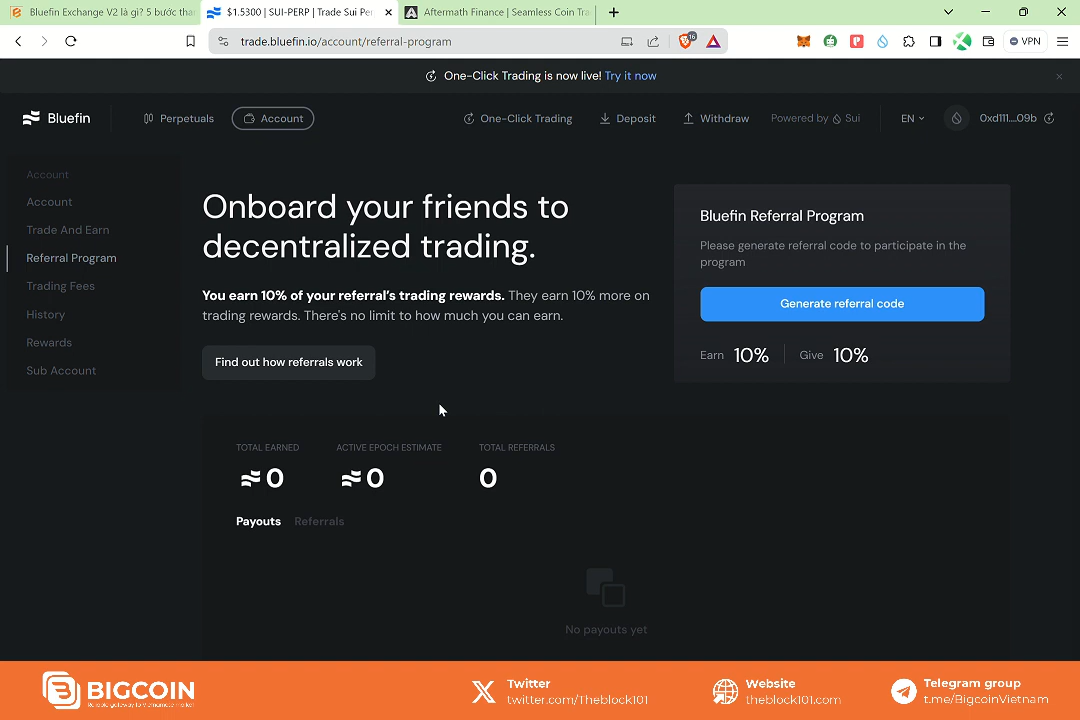 Bluefin Exchange V2 là gì? 5 bước tha
$1.5300 | SUI-PERP | Trade Sui Per
Aftermath Finance | Seamless Coin Tra
trade.bluefin.io/account/referral-program
16
VPN
One-Click Trading is now live! Try it now
Bluefin
Perpetuals
Account
One-Click Trading
Deposit
Withdraw
Powered by Sui
EN
0xd111....09b
Account
Account
Trade And Earn
Referral Program
Trading Fees
History
Rewards
Sub Account
Onboard your friends to
decentralized trading.
You earn 10% of your referral's trading rewards. They earn 10% more on
trading rewards. There's no limit to how much you can earn.
Find out how referrals work
Bluefin Referral Program
Please generate referral code to participate in the
program
Generate referral code
Earn 10%
Give 10%
TOTAL EARNED
ACTIVE EPOCH ESTIMATE
TOTAL REFERRALS
0
0
0
Payouts
Referrals
No payouts yet
BIGCOIN
Reliable gateway to Vietnamese market
Twitter
twitter.com/Theblock101
Website
theblock101.com
Telegram group
t.me/BigcoinVietnam